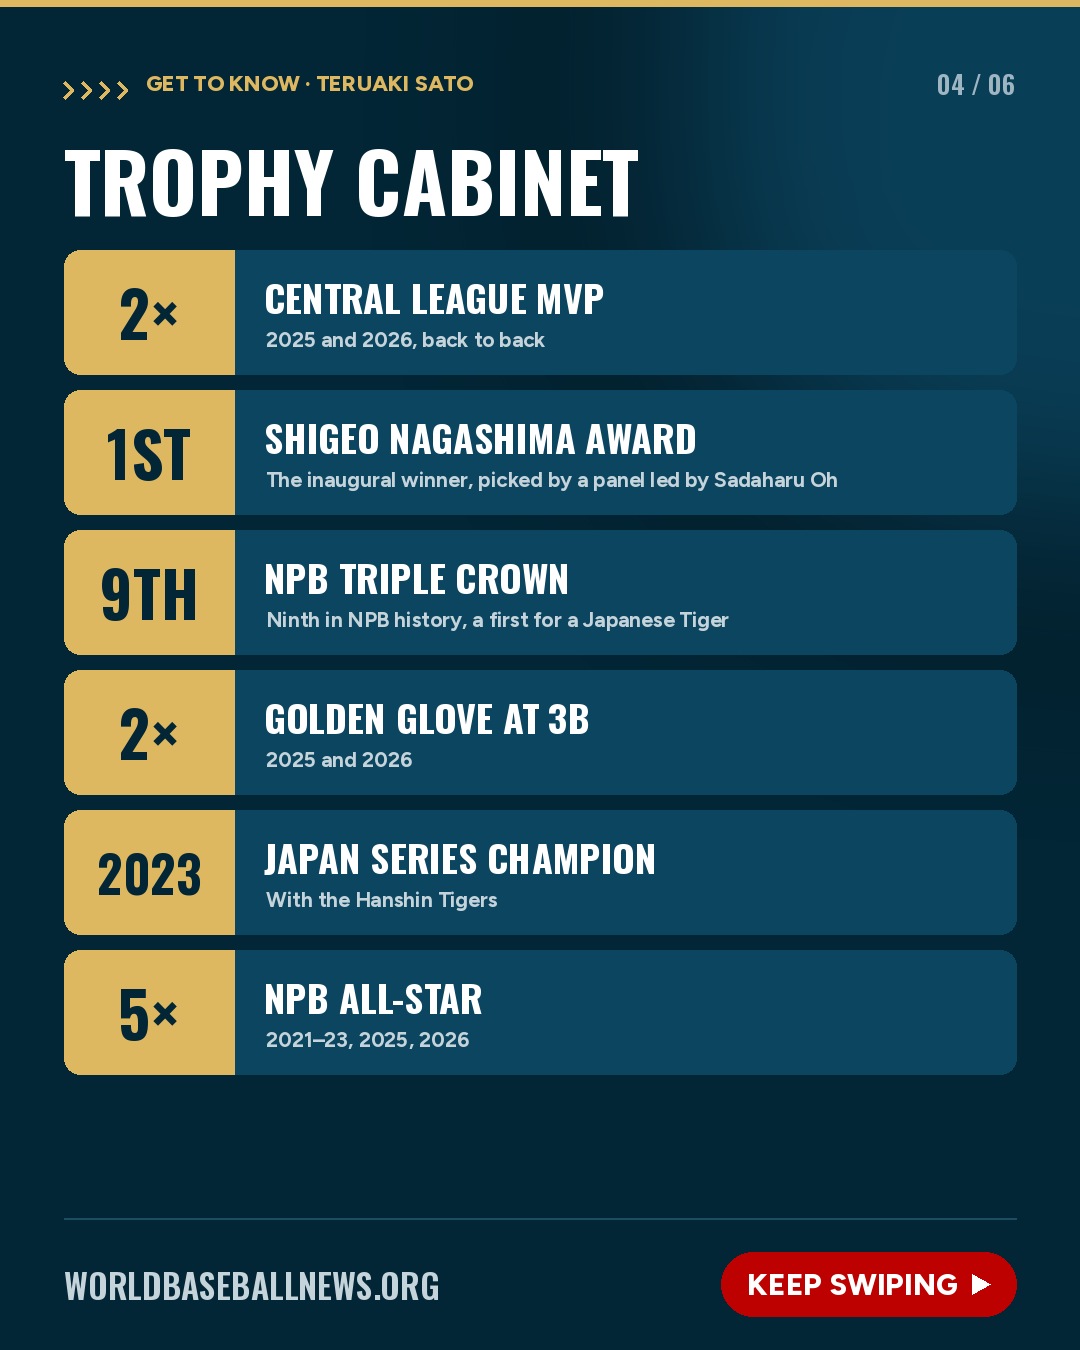 GET TO KNOW · TERUAKI SATO
04 / 06
TROPHY CABINET
2×
CENTRAL LEAGUE MVP
2025 and 2026, back to back
1ST
SHIGEO NAGASHIMA AWARD
The inaugural winner, picked by a panel led by Sadaharu Oh
9TH
NPB TRIPLE CROWN
Ninth in NPB history, a first for a Japanese Tiger
2×
GOLDEN GLOVE AT 3B
2025 and 2026
2023
JAPAN SERIES CHAMPION
With the Hanshin Tigers
5×
NPB ALL-STAR
2021–23, 2025, 2026
WORLDBASEBALLNEWS.ORG
KEEP SWIPING